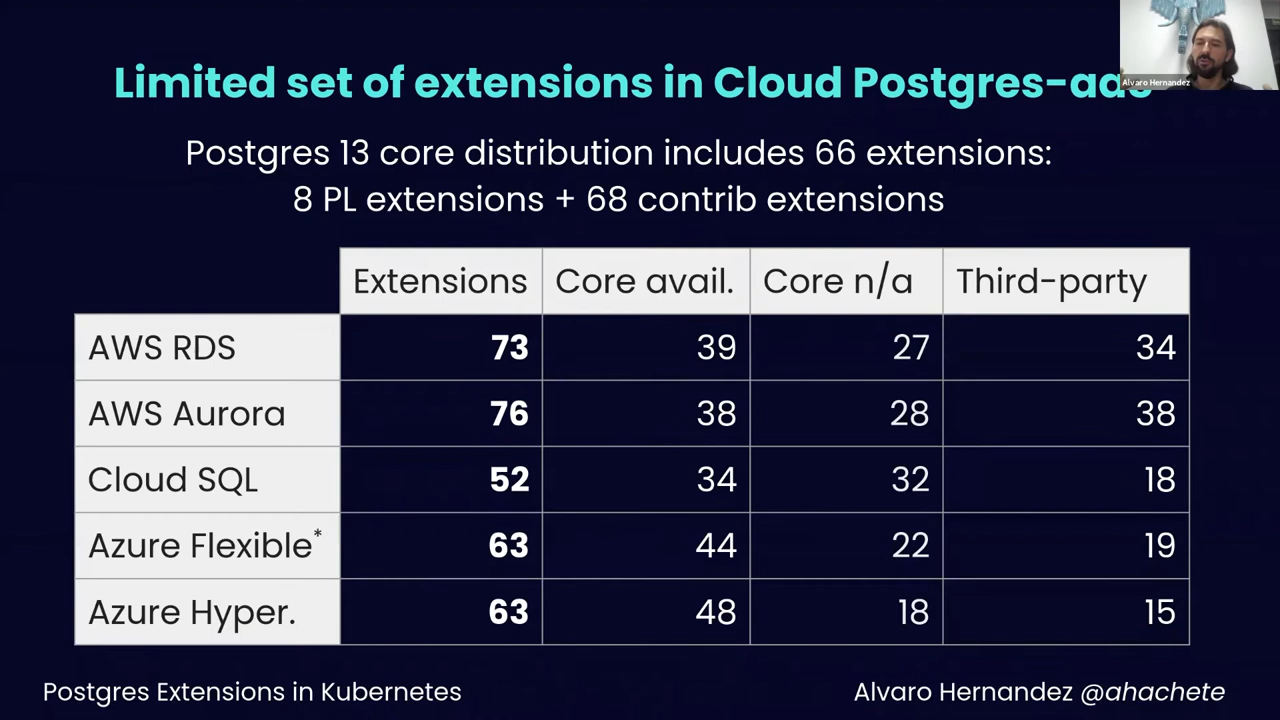 Limited set of extensions in Cloud Postgres-aas
Alvaro Hernandez
Postgres 13 core distribution includes 66 extensions:
8 PL extensions + 68 contrib extensions
Extensions Core avail. Core n/a Third-party
AWS RDS 73 39 27 34
AWS Aurora 76 38 28 38
Cloud SQL 52 34 32 18
Azure Flexible* 63 44 22 19
Azure Hyper. 63 48 18 15
Postgres Extensions in Kubernetes
Alvaro Hernandez @ahachete